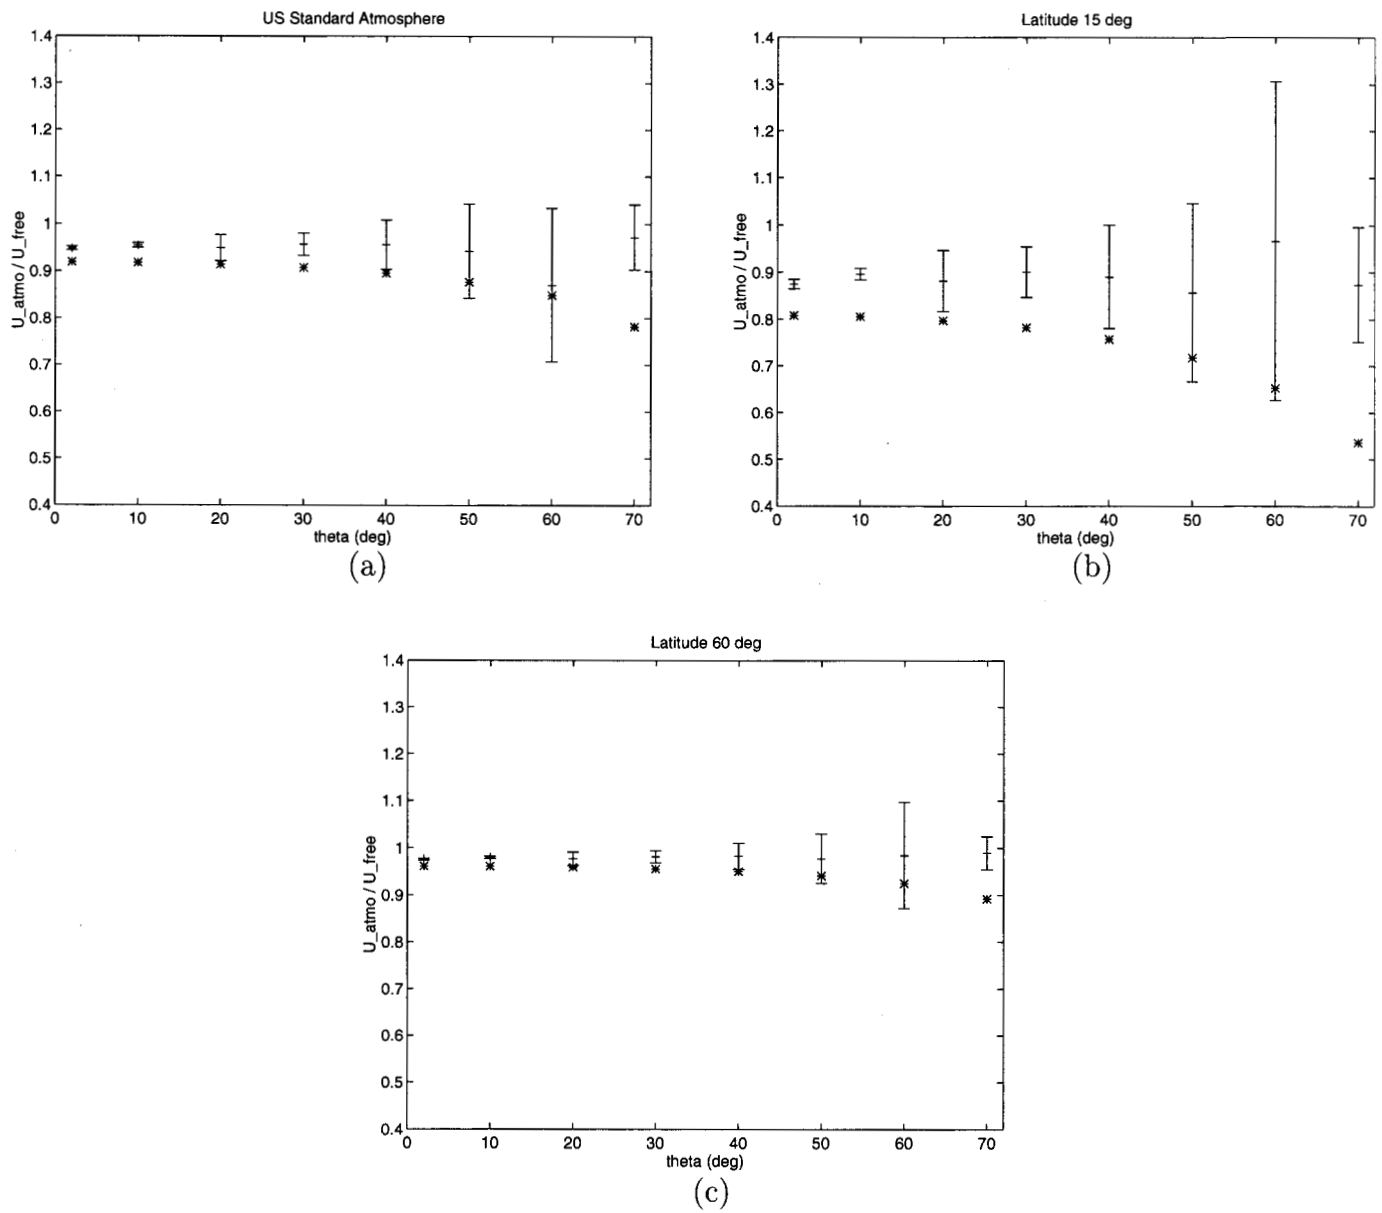 US Standard Atmosphere
1.4
1.3
1.2
1.1
1
0.9
0.8
0.7
0.6
0.5
0.4
U_atmo / U_free
0 10 20 30 40 50 60 70
theta (deg)
(a)
Latitude 15 deg
1.4
1.3
1.2
1.1
1
0.9
0.8
0.7
0.6
0.5
0.4
U_atmo / U_free
0 10 20 30 40 50 60 70
theta (deg)
(b)
Latitude 60 deg
1.4
1.3
1.2
1.1
1
0.9
0.8
0.7
0.6
0.5
0.4
U_atmo / U_free
0 10 20 30 40 50 60 70
theta (deg)
(c)